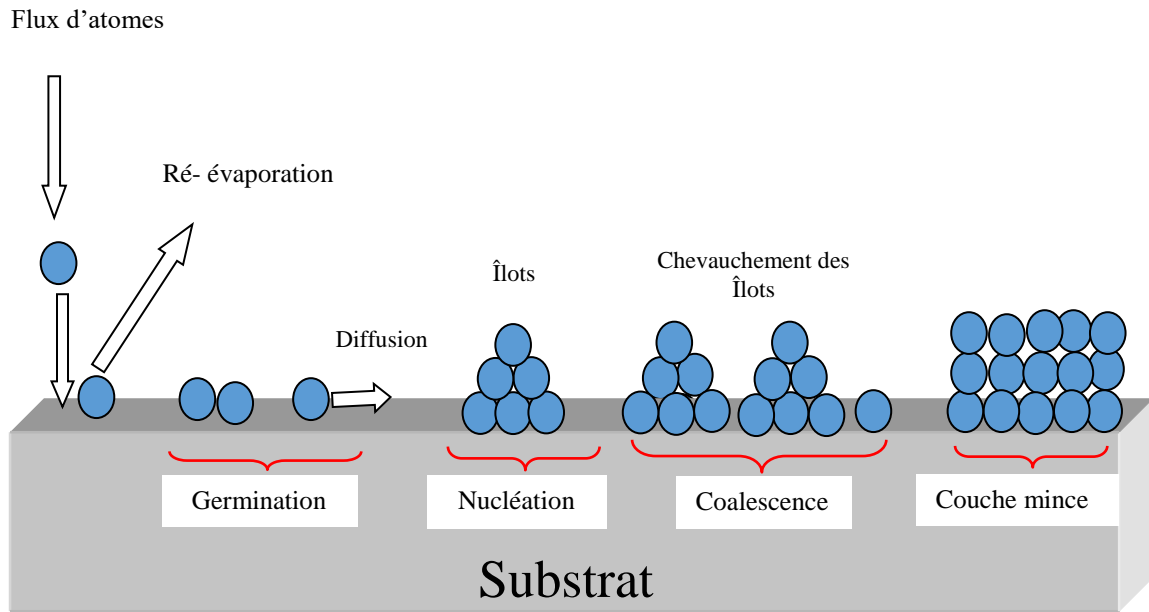 Flux d’atomes
Ré- évaporation
Îlots
Chevauchement des
Îlots
Diffusion
Germination
Nucléation
Coalescence
Couche mince
Substrat